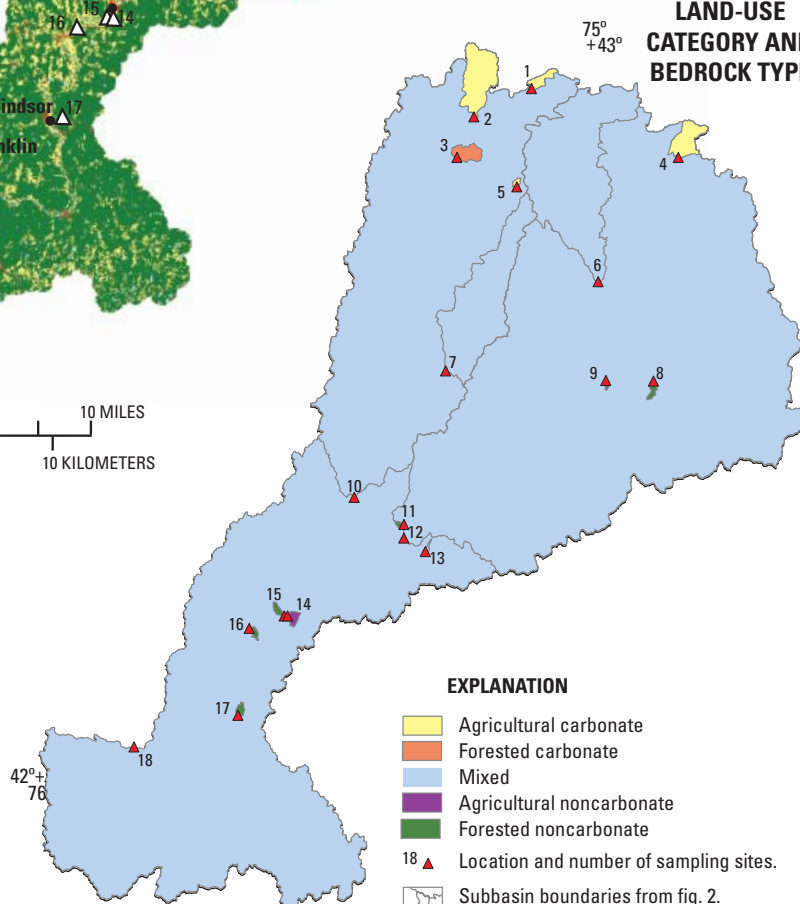 LAND-USE
CATEGORY AN
BEDROCK TYP
75°
+43°
15
14
16
17
indsor
nklin
10 MILES
10 KILOMETERS
1
2
3
4
5
6
7
9
8
10
11
12
13
15
14
16
17
18
42°+
76
EXPLANATION
Agricultural carbonate
Forested carbonate
Mixed
Agricultural noncarbonate
Forested noncarbonate
18 Location and number of sampling sites.
Subbasin boundaries from fig. 2.